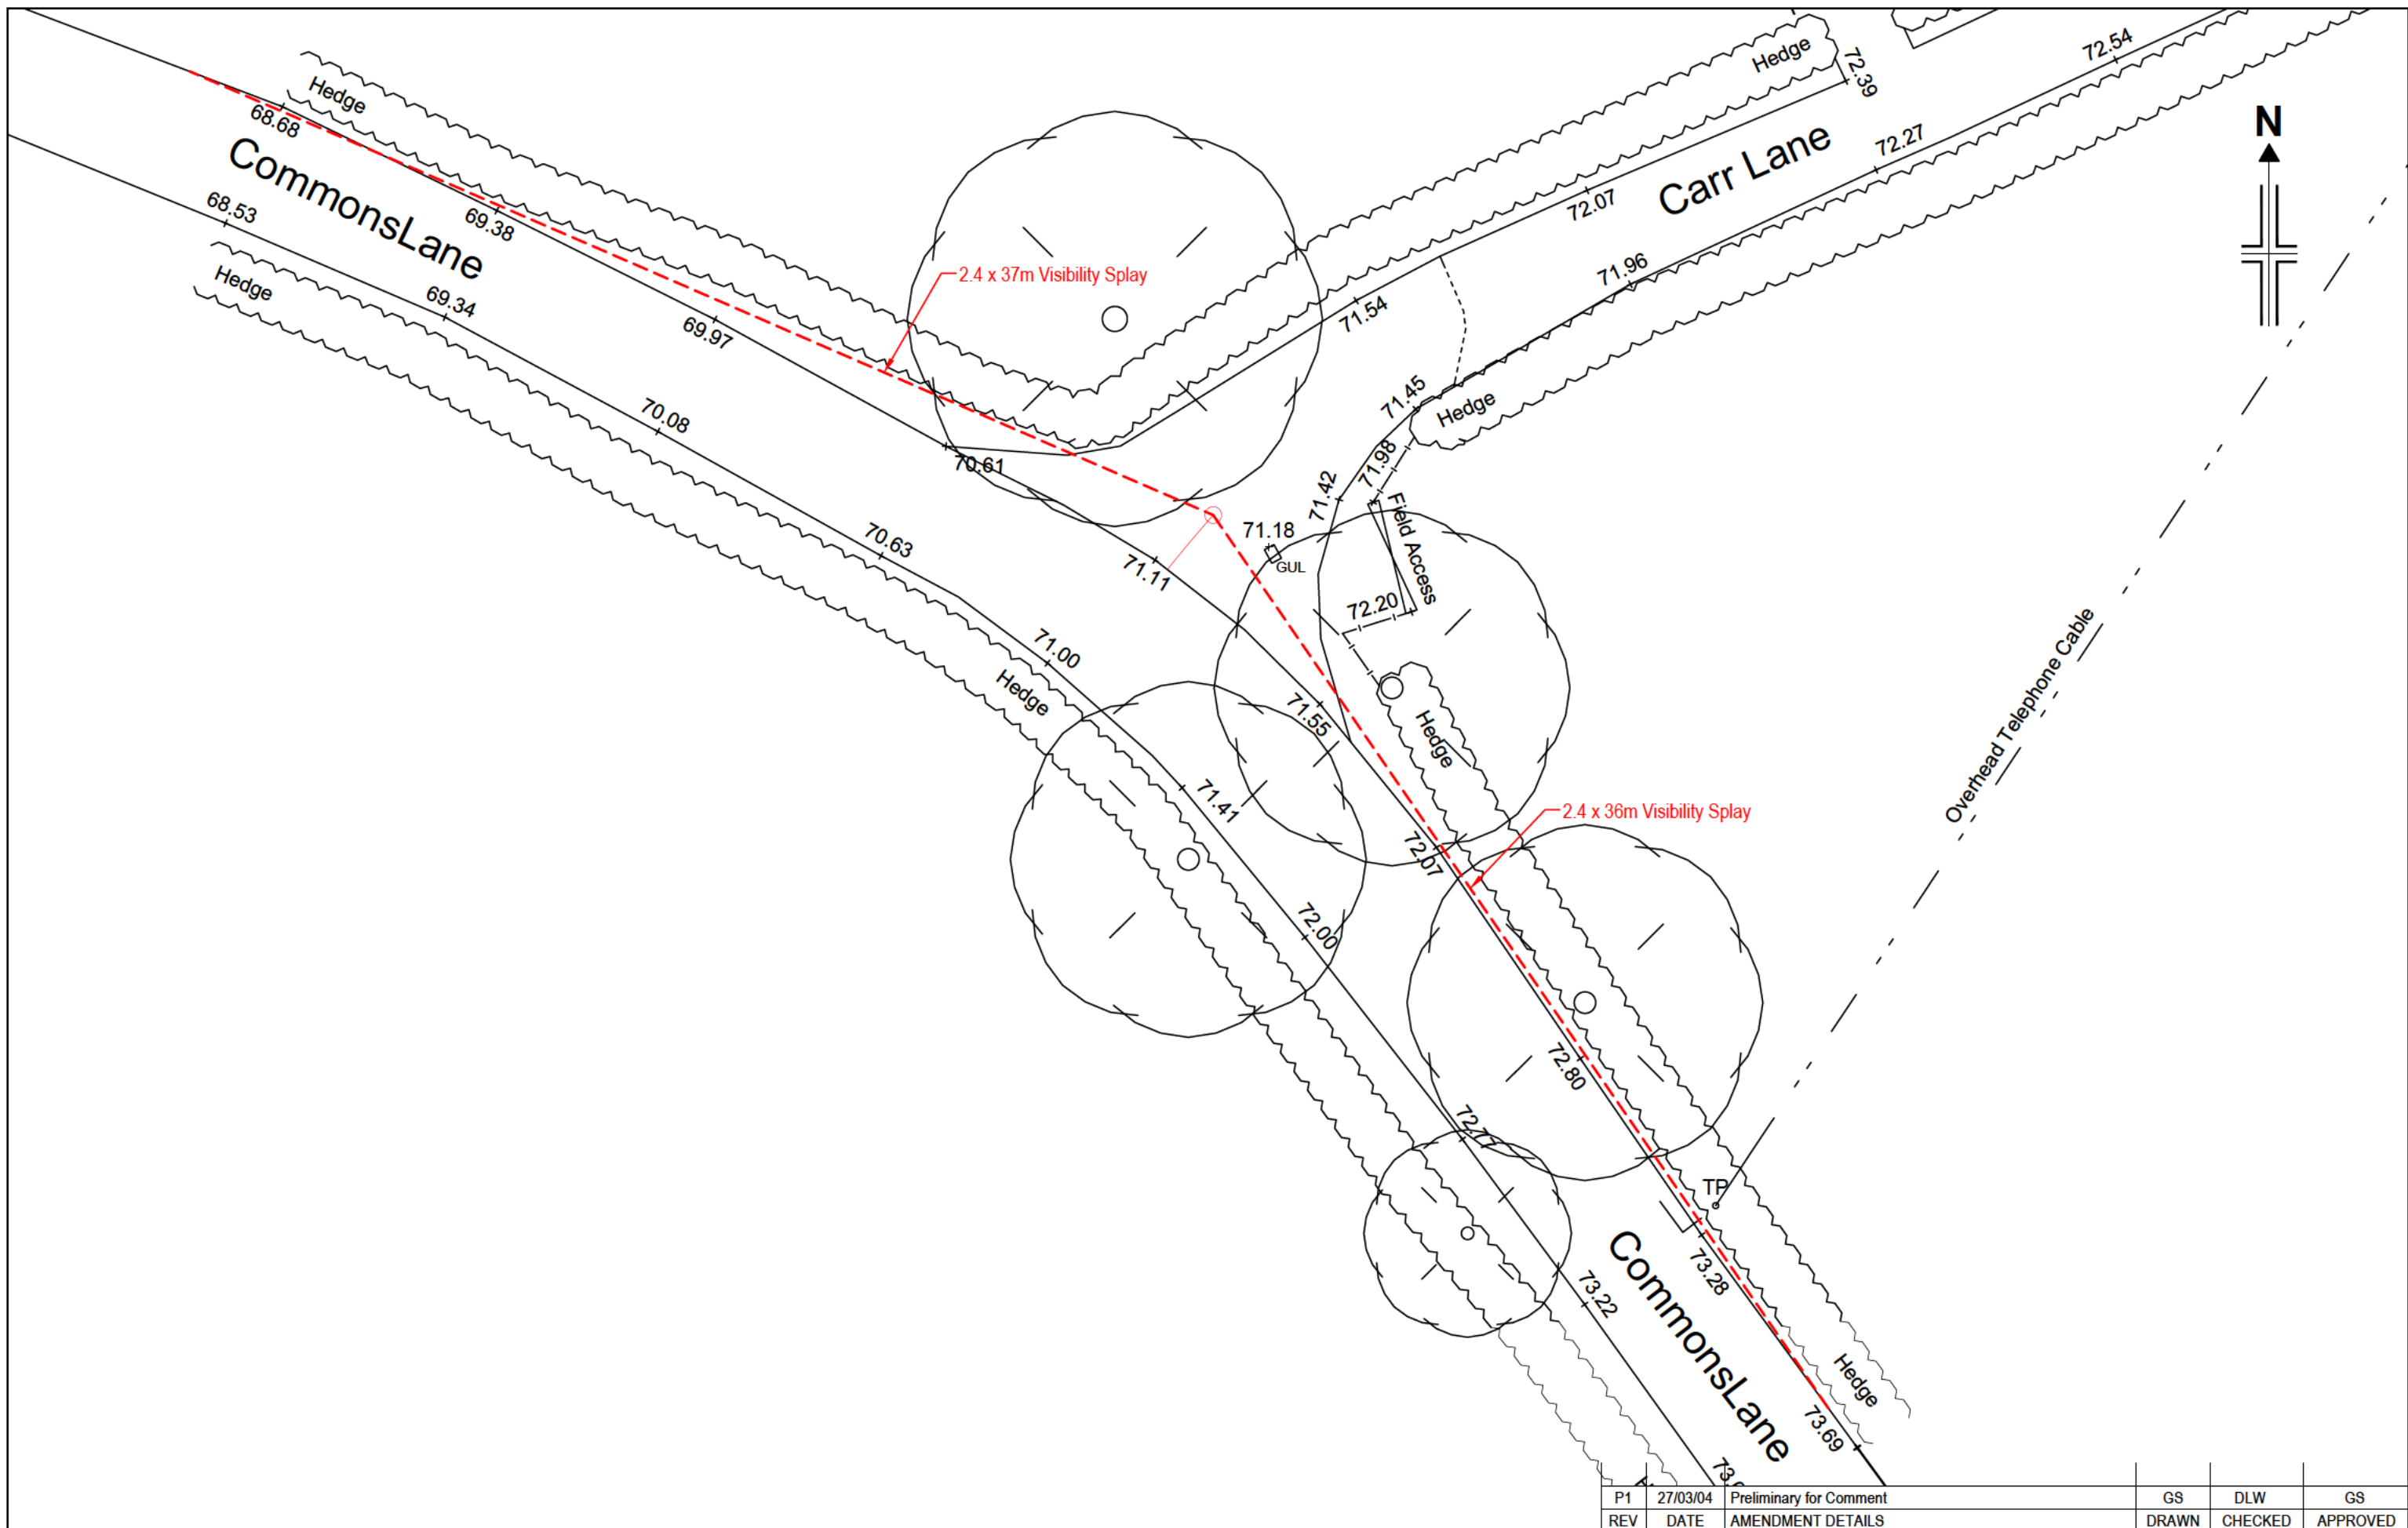 72.54
Hedge
72.39
Hedge
N
68.68
CommonsLane
Carr Lane
72.27
72.07
68.53
69.38
Hedge
2.4 x 37m Visibility Splay
71.96
69.34
69.97
71.54
70.08
71.45
Hedge
70.61
71.98
71.42
Field Access
70.63
71.18
GUL
71.11
72.20
71.00
Hedge
71.55
Hedge
Overhead Telephone Cable
71.41
2.4 x 36m Visibility Splay
72.07
72.00
72.80
72.77
TP
73.28
73.22
CommonsLane
Hedge
73.69
P1 27/03/04 Preliminary for Comment GS DLW GS
REV DATE AMENDMENT DETAILS DRAWN CHECKED APPROVED